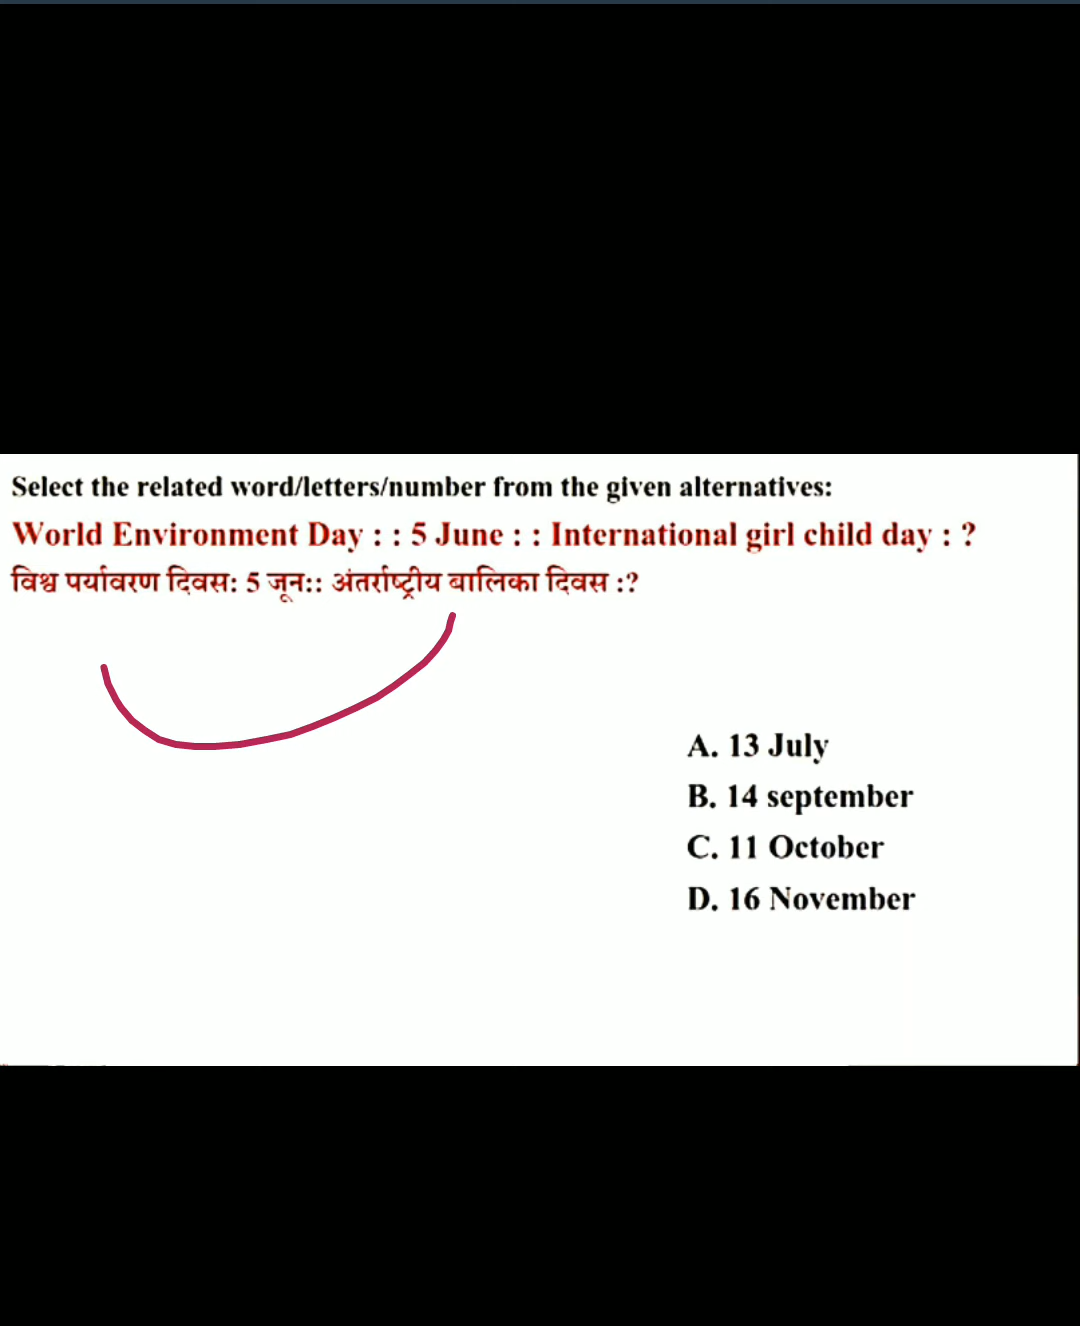 Select the related word/letters/number from the given alternatives:
World Environment Day : : 5 June : : International girl child day : ?
विश्व पर्यावरण दिवस: 5 जून:: अंतर्राष्ट्रीय बालिका दिवस :?
A. 13 July
B. 14 september
C. 11 October
D. 16 November